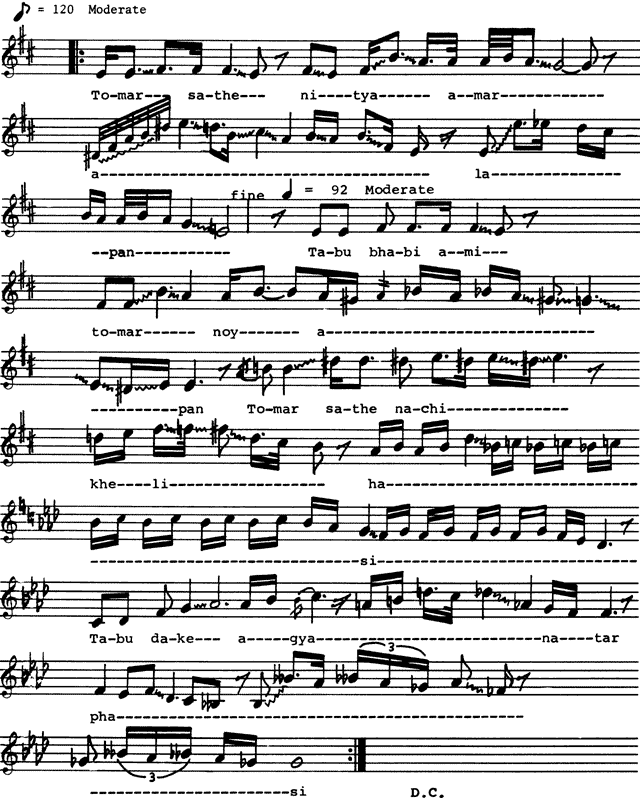 ♪ = 120 Moderate
To-mar--- sa-the--- ni--tya------ a--mar-------------
a---------------------------------- la--------------
fine ♩ = 92 Moderate
--pan------------ Ta-bu bha-bi a--mi---
to-mar------ noy------- a----------------------------
----------pan To-mar sa-the na-chi-------------
khe--li------------------ ha---------------------------
------------------------------si----------------------------
Ta-bu da-ke--- a----gya-------------------------na---tar
pha---------------------------------------------
3
3
----------------------si D.C.